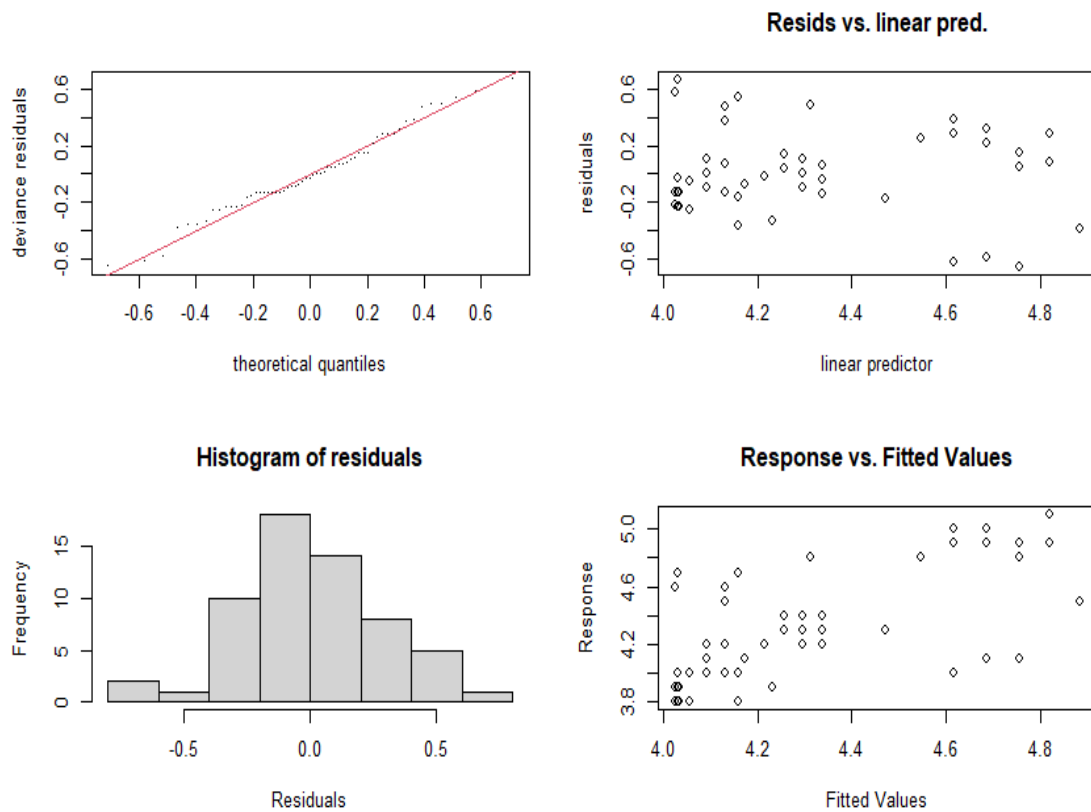 Resids vs. linear pred.
deviance residuals
-0.6 -0.2 0.2 0.6
-0.6 -0.4 -0.2 0.0 0.2 0.4 0.6
theoretical quantiles
residuals
-0.6 -0.2 0.2 0.6
4.0 4.2 4.4 4.6 4.8
linear predictor
Histogram of residuals
Frequency
0 5 10 15
-0.5 0.0 0.5
Residuals
Response vs. Fitted Values
Response
3.8 4.2 4.6 5.0
4.0 4.2 4.4 4.6 4.8
Fitted Values